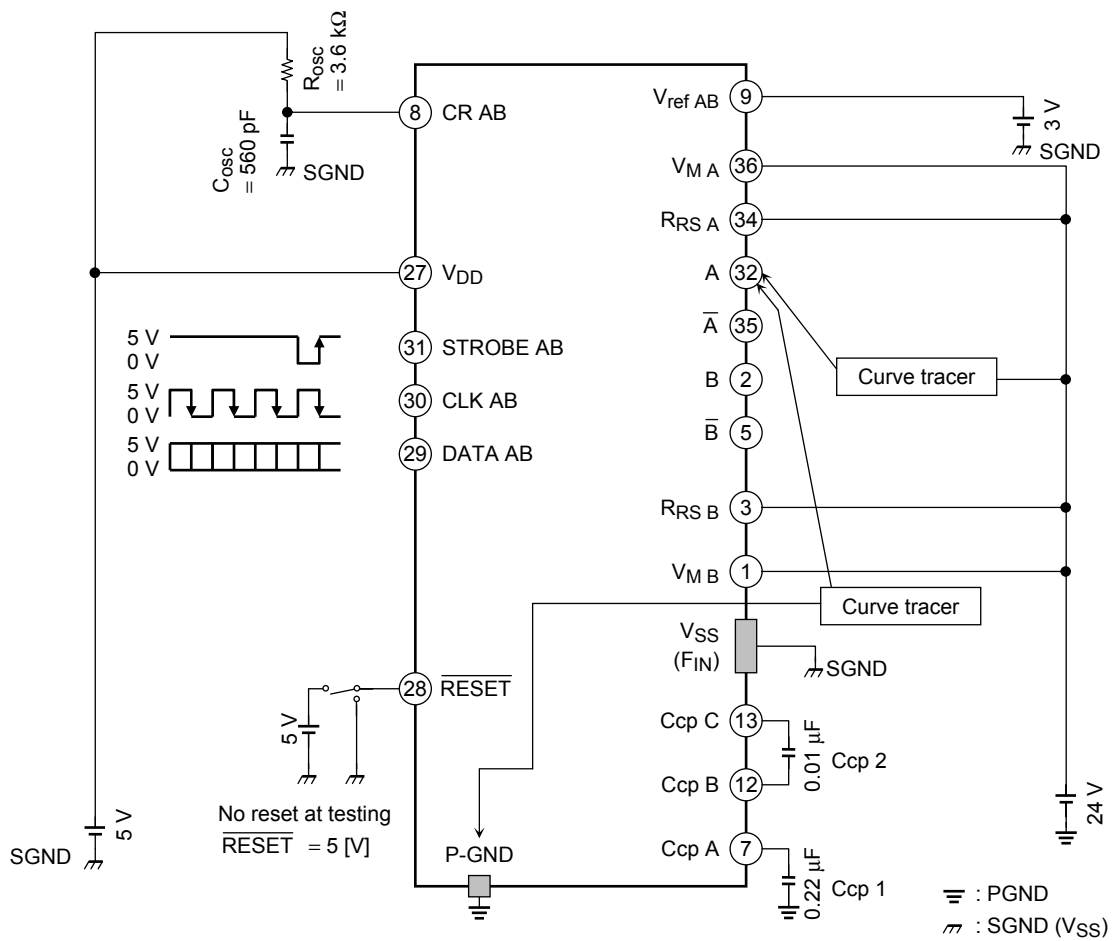 Rosc
= 3.6 kΩ
Cosc
= 560 pF
SGND
8
CR AB
27
VDD
5 V
0 V
31
STROBE AB
5 V
0 V
30
CLK AB
5 V
0 V
29
DATA AB
28
RESET
5 V
No reset at testing
RESET = 5 [V]
5 V
SGND
P-GND
Vref AB
9
3 V
SGND
VM A
36
RRS A
34
A
32
A
35
B
2
B
5
Curve tracer
RRS B
3
VM B
1
Curve tracer
VSS
(FIN)
SGND
Ccp C
13
0.01 μF
Ccp 2
Ccp B
12
Ccp A
7
0.22 μF
Ccp 1
24 V
: PGND
: SGND (VSS)